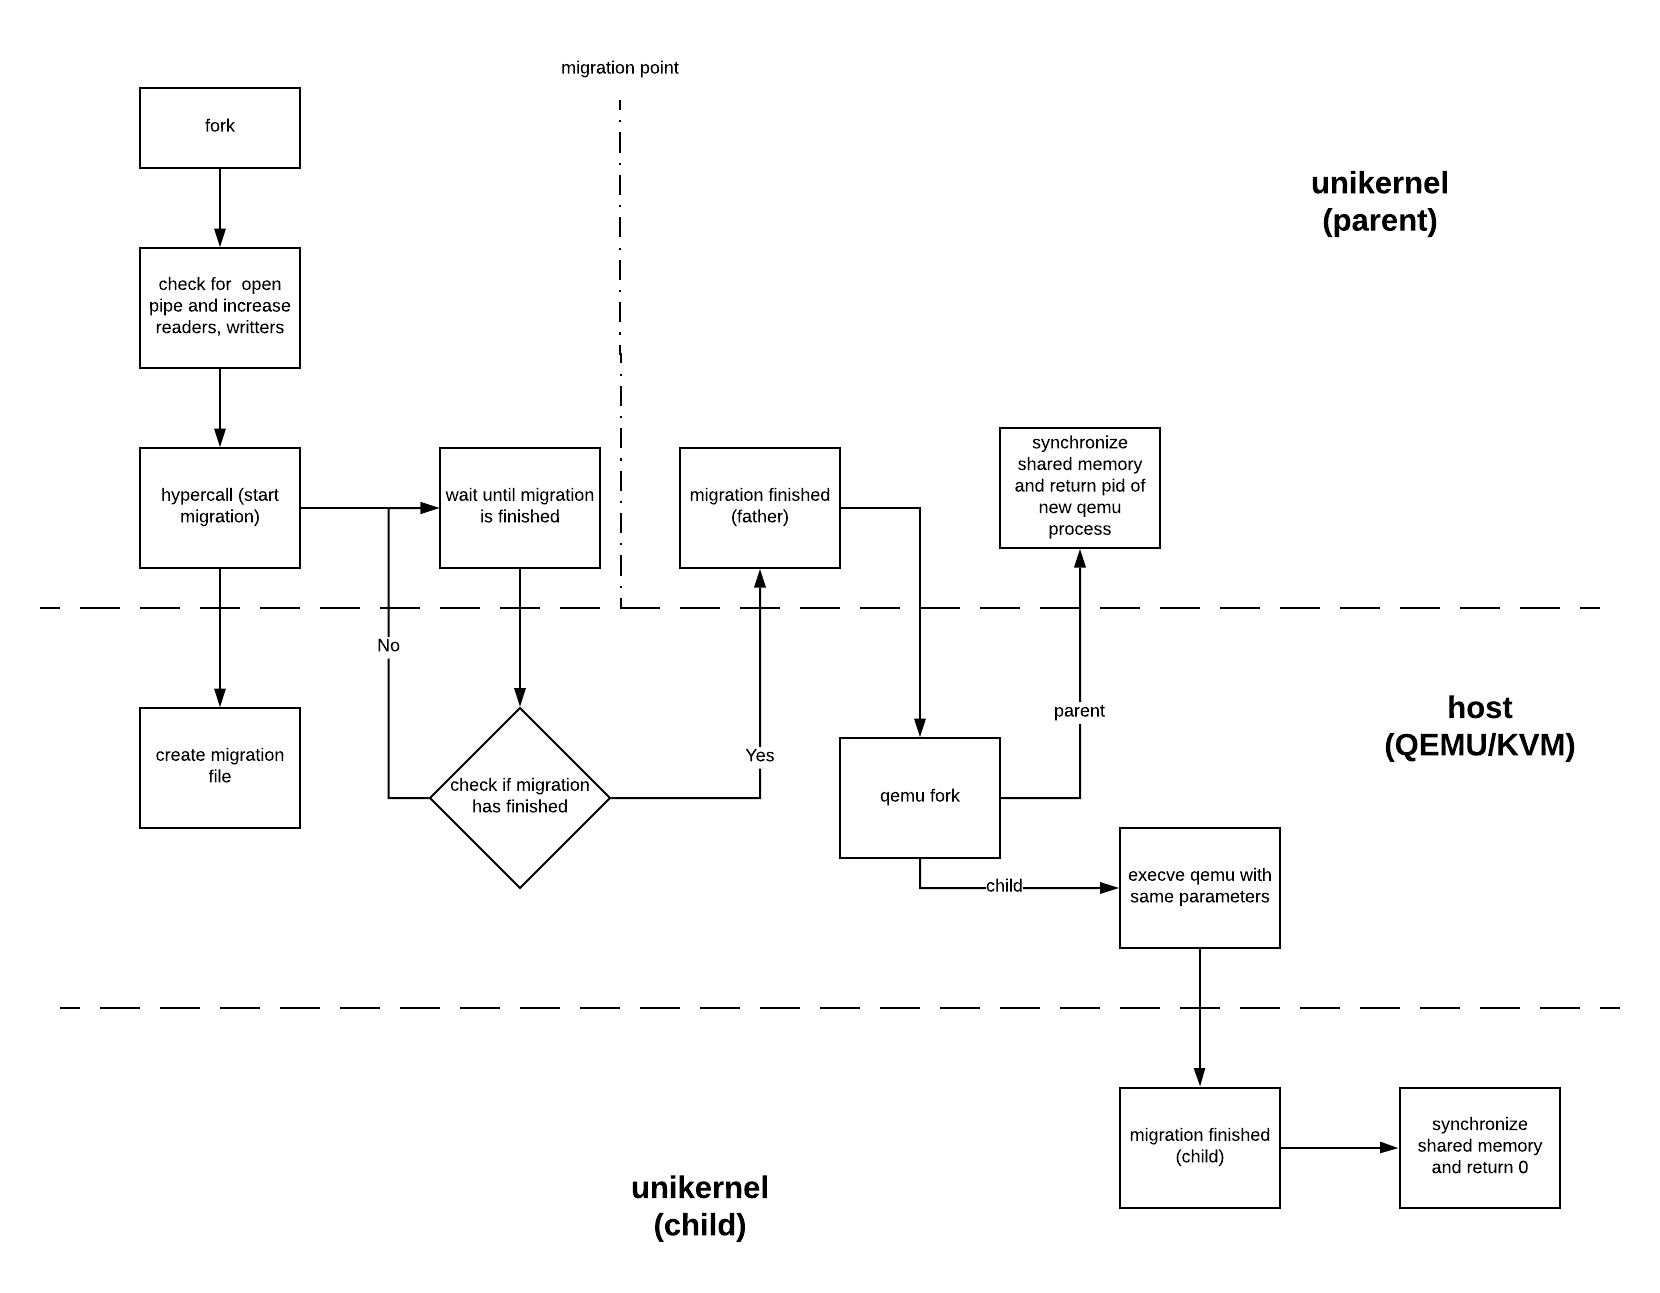 migration point
fork
unikernel
(parent)
check for  open
pipe and increase
readers, writters
hypercall (start
migration)
wait until migration
is finished
migration finished
(father)
synchronize
shared memory
and return pid of
new qemu
process
No
parent
host
(QEMU/KVM)
create migration
file
check if migration
has finished
Yes
qemu fork
child
execve qemu with
same parameters
migration finished
(child)
synchronize
shared memory
and return 0
unikernel
(child)